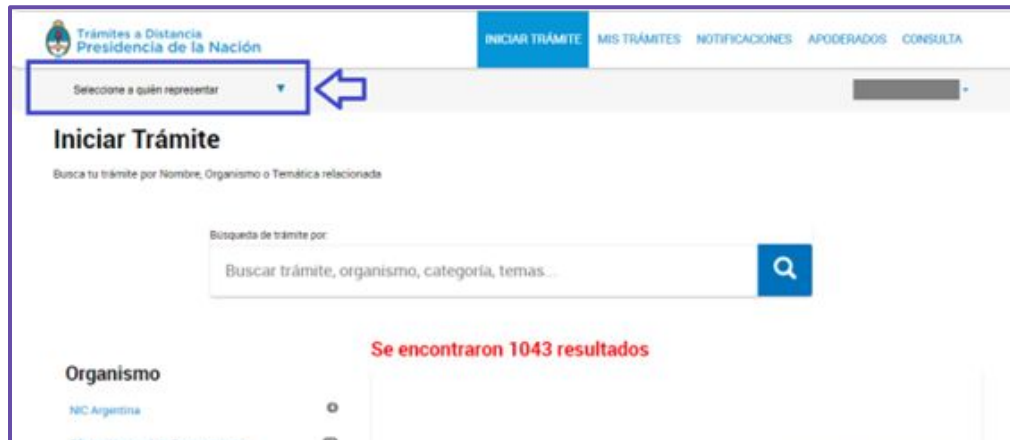 Trámites a Distancia
Presidencia de la Nación
INICIAR TRÁMITE MIS TRÁMITES NOTIFICACIONES APODERADOS CONSULTA
Seleccione a quién representar
Iniciar Trámite
Busca tu trámite por Nombre, Organismo o Temática relacionada
Búsqueda de trámite por:
Buscar trámite, organismo, categoría, temas...
Se encontraron 1043 resultados
Organismo
NIC Argentina